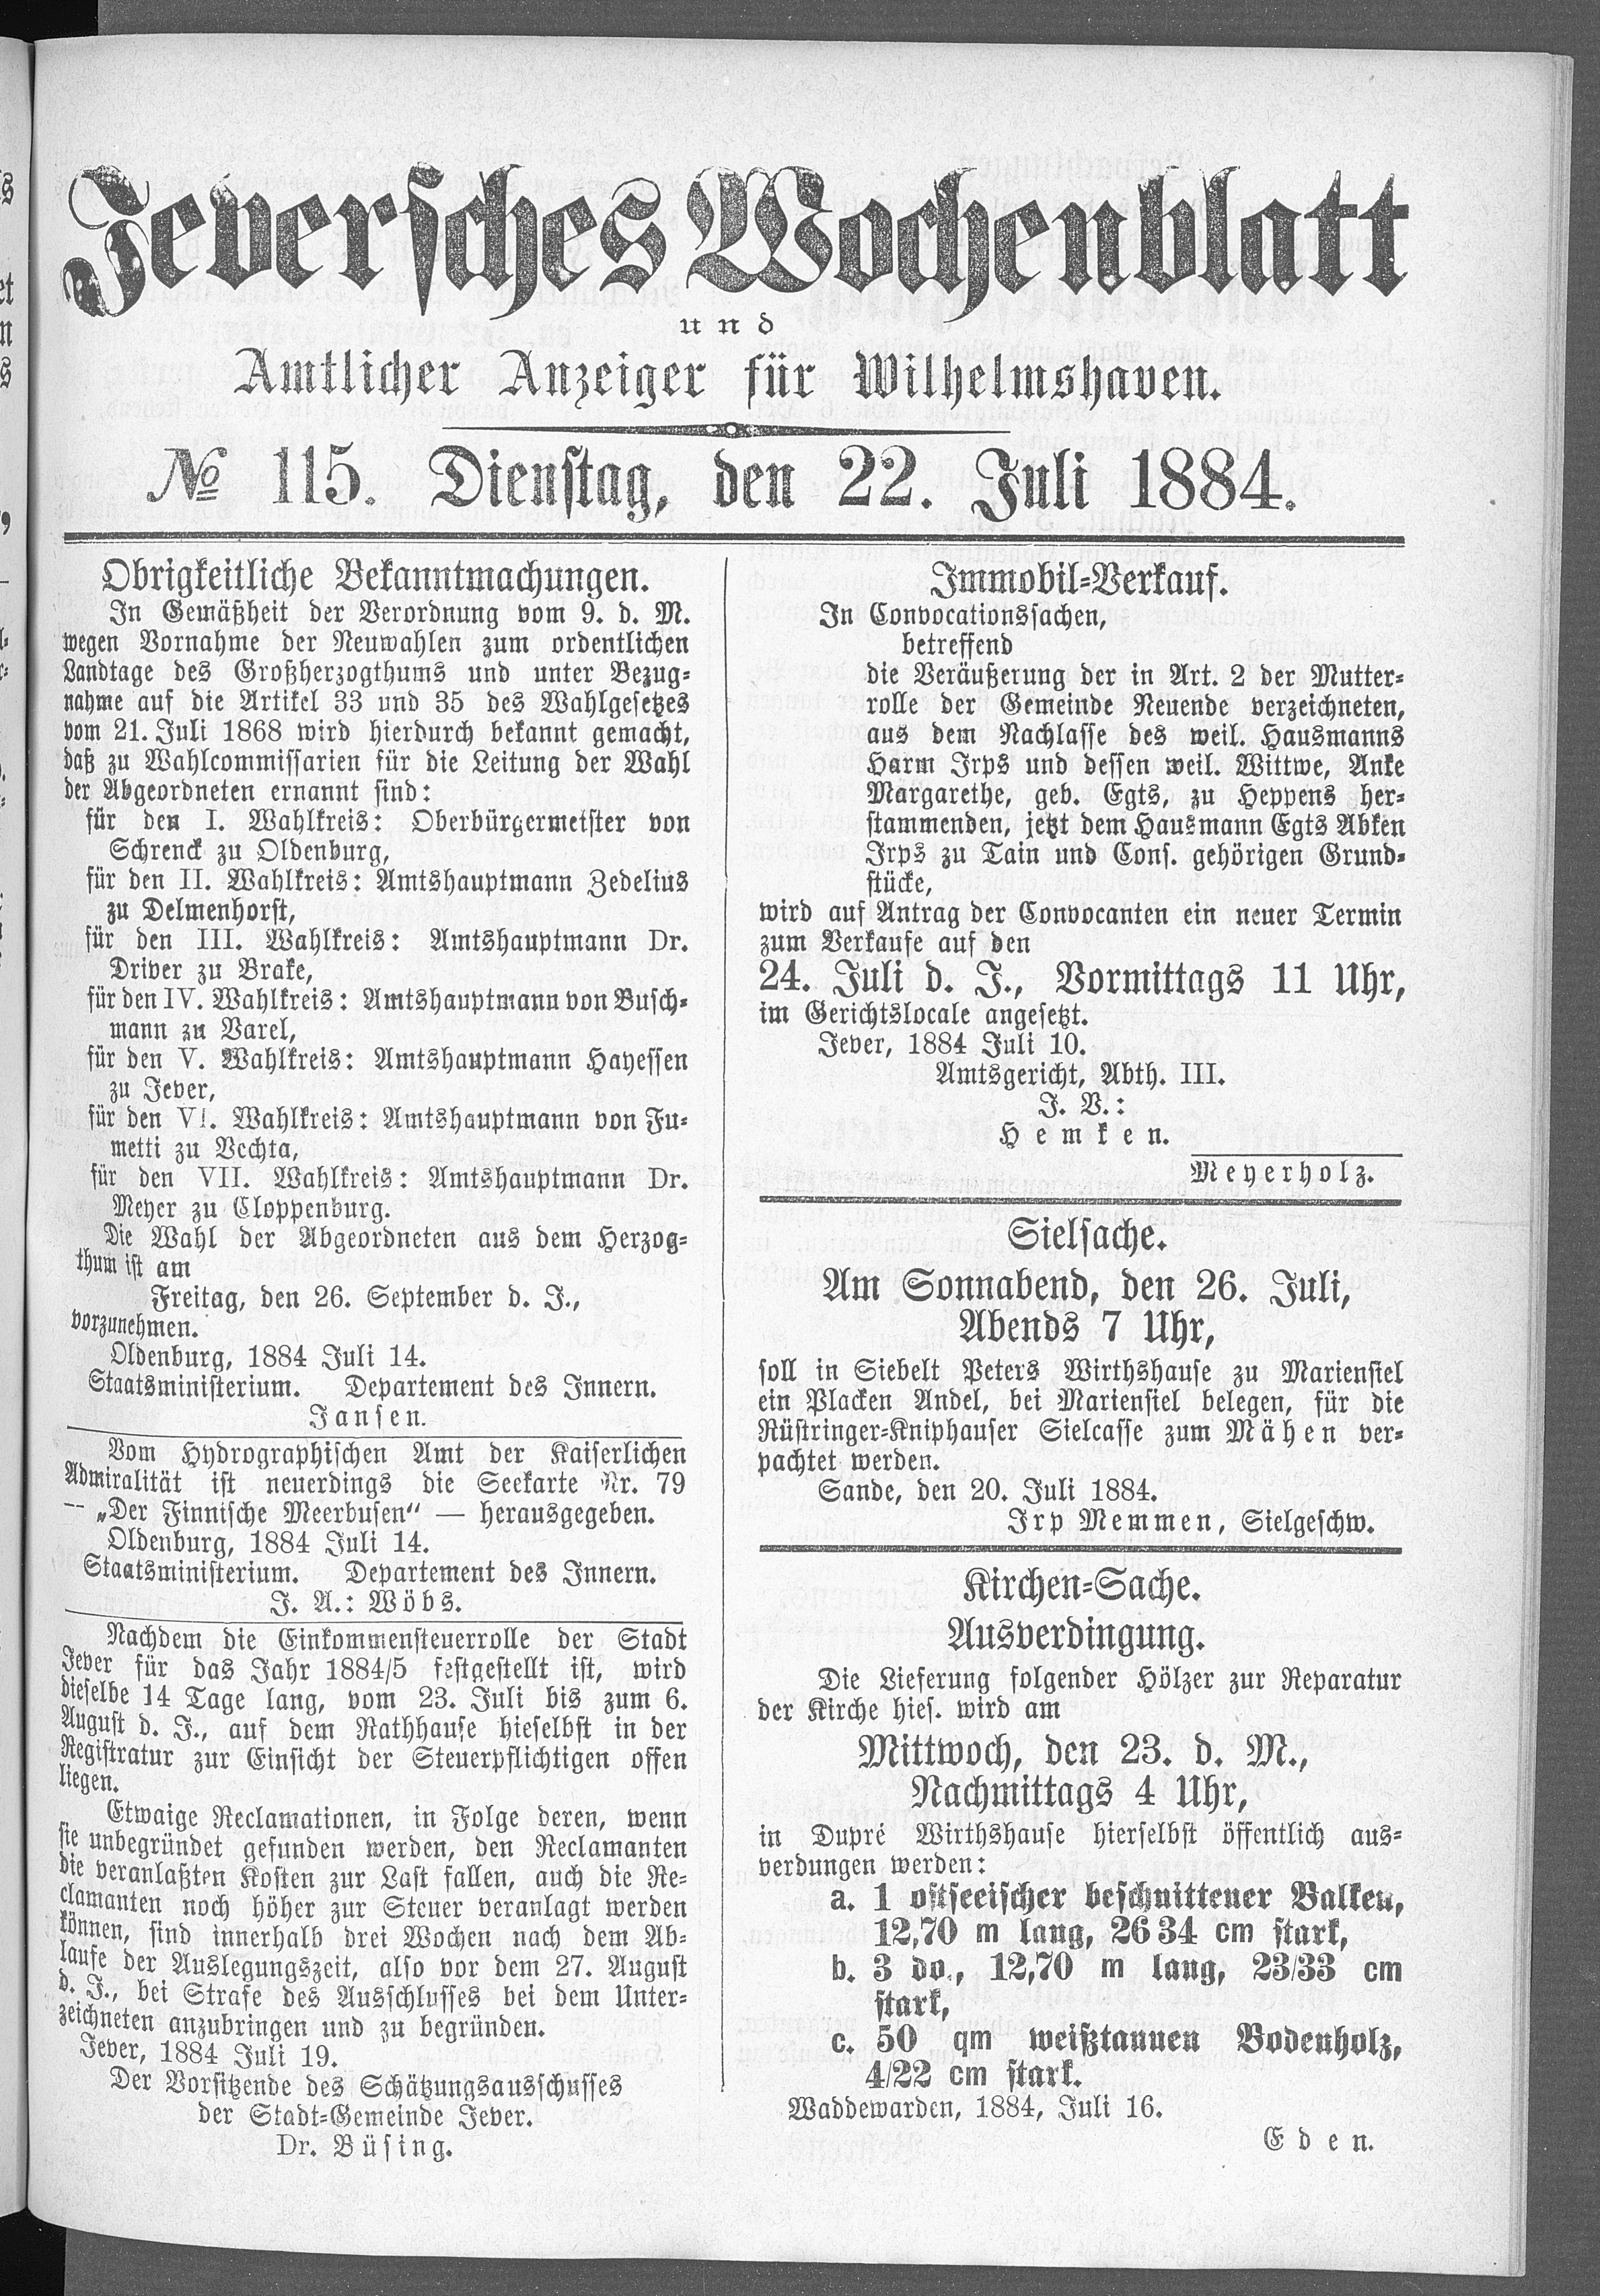 Jeversches Wochenblatt
und
Amtlicher Anzeiger für Wilhelmshaven.
№ 115. Dienstag, den 22. Juli 1884.
Obrigkeitliche Bekanntmachungen.
In Gemäßheit der Verordnung vom 9. d. M.
wegen Vornahme der Neuwahlen zum ordentlichen
Landtage des Großherzogthums und unter Bezug-
nahme auf die Artikel 33 und 35 des Wahlgesetzes
vom 21. Juli 1868 wird hierdurch bekannt gemacht,
daß zu Wahlcommissarien für die Leitung der Wahl
der Abgeordneten ernannt sind:
für den I. Wahlkreis: Oberbürgermeister von
Schrenck zu Oldenburg,
für den II. Wahlkreis: Amtshauptmann Zedelius
zu Delmenhorst,
für den III. Wahlkreis: Amtshauptmann Dr.
Driver zu Brake,
für den IV. Wahlkreis: Amtshauptmann von Busch-
mann zu Varel,
für den V. Wahlkreis: Amtshauptmann Hayessen
zu Jever,
für den VI. Wahlkreis: Amtshauptmann von Fu-
metti zu Vechta,
für den VII. Wahlkreis: Amtshauptmann Dr.
Meyer zu Cloppenburg.
Die Wahl der Abgeordneten aus dem Herzog-
thum ist am
Freitag, den 26. September d. J.,
vorzunehmen.
Oldenburg, 1884 Juli 14.
Staatsministerium. Departement des Innern.
Jansen.
Vom Hydrographischen Amt der Kaiserlichen
Admiralität ist neuerdings die Seekarte Nr. 79
— „Der Finnische Meerbusen“ — herausgegeben.
Oldenburg, 1884 Juli 14.
Staatsministerium. Departement des Innern.
J. A.: Wöbs.
Nachdem die Einkommensteuerrolle der Stadt
Jever für das Jahr 1884/5 festgestellt ist, wird
dieselbe 14 Tage lang, vom 23. Juli bis zum 6.
August d. J., auf dem Rathhause hieselbst in der
Registratur zur Einsicht der Steuerpflichtigen offen
liegen.
Etwaige Reclamationen, in Folge deren, wenn
sie unbegründet gefunden werden, den Reclamanten
die veranlaßten Kosten zur Last fallen, auch die Re-
clamanten noch höher zur Steuer veranlagt werden
können, sind innerhalb drei Wochen nach dem Ab-
laufe der Auslegungszeit, also vor dem 27. August
d. J., bei Strafe des Ausschlusses bei dem Unter-
zeichneten anzubringen und zu begründen.
Jever, 1884 Juli 19.
Der Vorsitzende des Schätzungsausschusses
der Stadt-Gemeinde Jever.
Dr. Büsing.
Immobil-Verkauf.
In Convocationssachen,
betreffend
die Veräußerung der in Art. 2 der Mutter-
rolle der Gemeinde Neuende verzeichneten,
aus dem Nachlasse des weil. Hausmanns
Harm Irps und dessen weil. Wittwe, Anke
Margarethe, geb. Egts, zu Heppens her-
stammenden, jetzt dem Hausmann Egts Abken
Irps zu Tain und Cons. gehörigen Grund-
stücke,
wird auf Antrag der Convocanten ein neuer Termin
zum Verkaufe auf den
24. Juli d. J., Vormittags 11 Uhr,
im Gerichtslocale angesetzt.
Jever, 1884 Juli 10.
Amtsgericht, Abth. III.
J. V.:
Hemken.
Meyerholz.
Sielsache.
Am Sonnabend, den 26. Juli,
Abends 7 Uhr,
soll in Siebelt Peters Wirthshause zu Mariensiel
ein Placken Andel, bei Mariensiel belegen, für die
Rüstringer-Kniphauser Sielcasse zum Mähen ver-
pachtet werden.
Sande, den 20. Juli 1884.
Irp Memmen, Sielgeschw.
Kirchen-Sache.
Ausverdingung.
Die Lieferung folgender Hölzer zur Reparatur
der Kirche hies. wird am
Mittwoch, den 23. d. M.,
Nachmittags 4 Uhr,
in Dupré Wirthshause hierselbst öffentlich aus-
verdungen werden:
a. 1 ostseeischer beschnittener Balken,
12,70 m lang, 26 34 cm stark,
b. 3 do., 12,70 m lang, 23/33 cm
stark,
c. 50 qm weißtannen Bodenholz,
4/22 cm stark.
Waddewarden, 1884, Juli 16.
Eden.